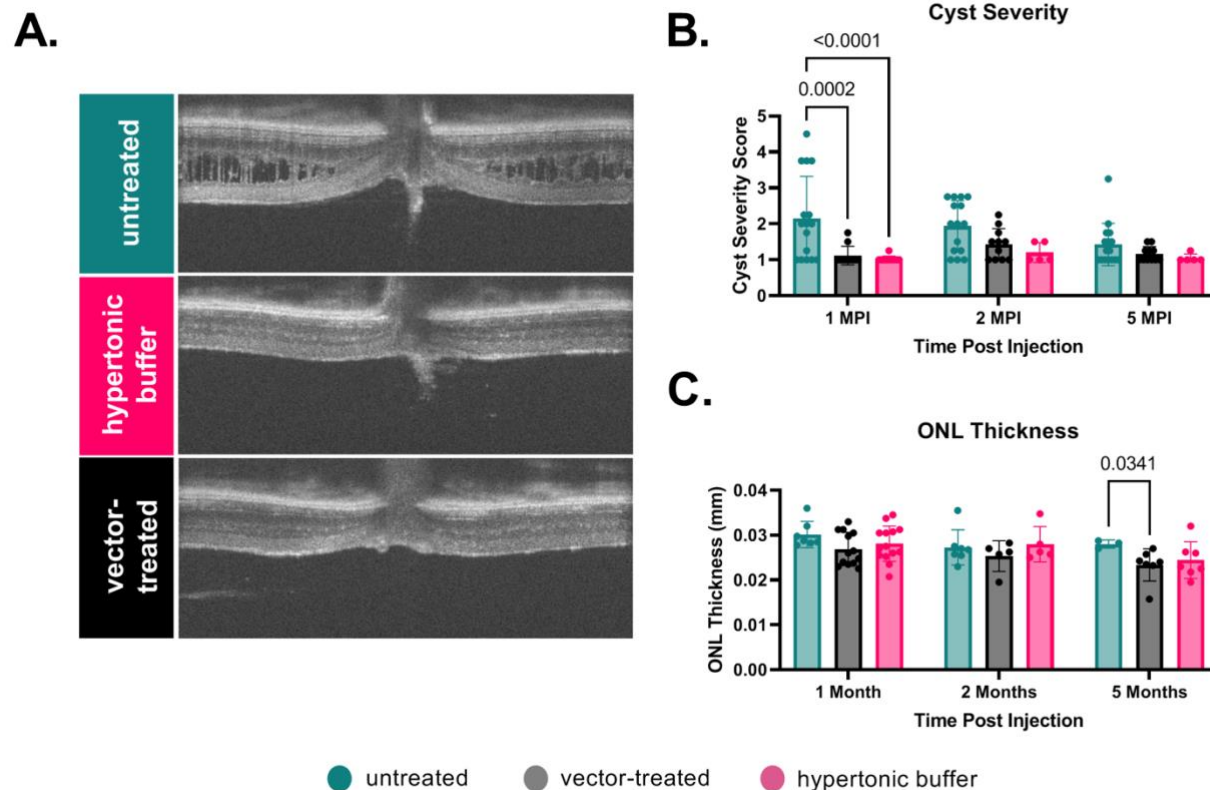 A.
untreated
hypertonic
buffer
vector-
treated
B.
Cyst Severity
<0.0001
0.0002
Cyst Severity Score
5
4
3
2
1
0
1 MPI 2 MPI 5 MPI
Time Post Injection
C.
ONL Thickness
0.0341
ONL Thickness (mm)
0.04
0.03
0.02
0.01
0.00
1 Month 2 Months 5 Months
Time Post Injection
untreated vector-treated hypertonic buffer